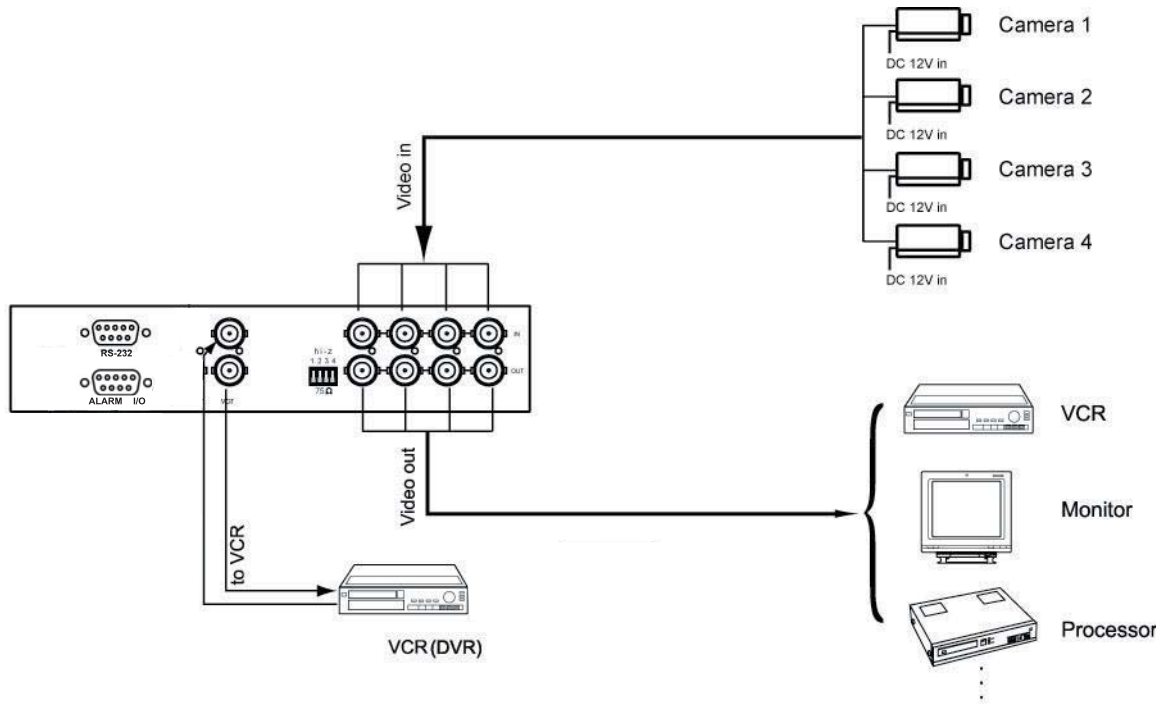 Camera 1
DC 12V in
Camera 2
DC 12V in
Camera 3
DC 12V in
Camera 4
DC 12V in
Video in
RS-232
ALARM I/O
hi-z
1 2 3 4
75Ω
IN
OUT
Video out
to VCR
VCR (DVR)
VCR
Monitor
Processor